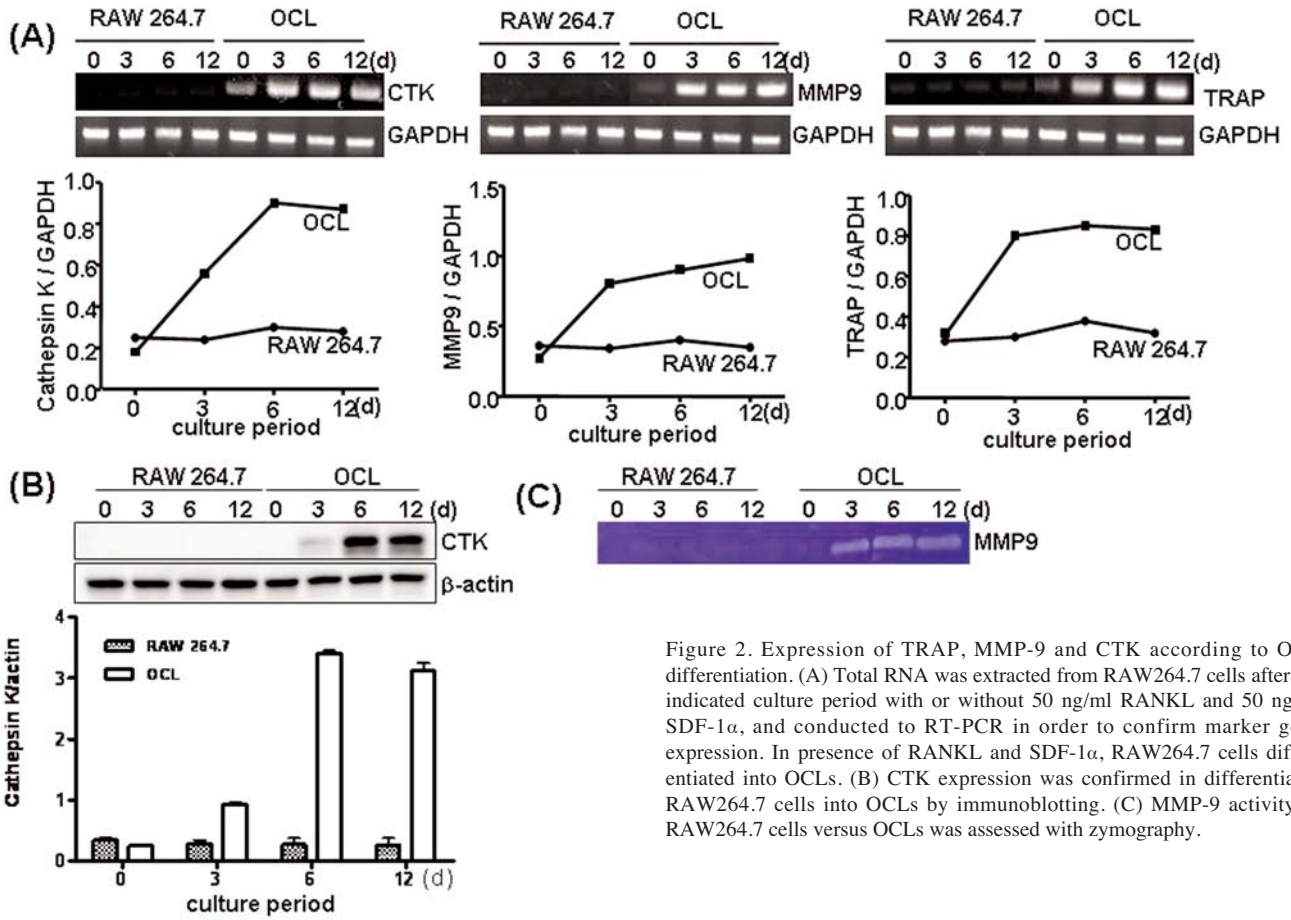 (A)
RAW 264.7 OCL
0 3 6 12 0 3 6 12(d)
CTK
GAPDH
RAW 264.7 OCL
0 3 6 12 0 3 6 12(d)
MMP9
GAPDH
RAW 264.7 OCL
0 3 6 12 0 3 6 12(d)
TRAP
GAPDH
Cathepsin K / GAPDH
1.0
0.8
0.6
0.4
0.2
0.0
OCL
RAW 264.7
0 3 6 12(d)
culture period
MMP9 / GAPDH
1.5
1.0
0.5
0.0
OCL
RAW 264.7
0 3 6 12(d)
culture period
TRAP / GAPDH
1.0
0.8
0.6
0.4
0.2
0.0
OCL
RAW 264.7
0 3 6 12(d)
culture period
(B)
RAW 264.7 OCL
0 3 6 12 0 3 6 12 (d)
CTK
β-actin
Cathepsin K/actin
4
3
2
1
0
RAW 264.7
OCL
0 3 6 12 (d)
culture period
(C)
RAW 264.7 OCL
0 3 6 12 0 3 6 12 (d)
MMP9
Figure 2. Expression of TRAP, MMP-9 and CTK according to O
differentiation. (A) Total RNA was extracted from RAW264.7 cells after
indicated culture period with or without 50 ng/ml RANKL and 50 ng
SDF-1α, and conducted to RT-PCR in order to confirm marker g
expression. In presence of RANKL and SDF-1α, RAW264.7 cells dif
entiated into OCLs. (B) CTK expression was confirmed in differentia
RAW264.7 cells into OCLs by immunoblotting. (C) MMP-9 activity
RAW264.7 cells versus OCLs was assessed with zymography.